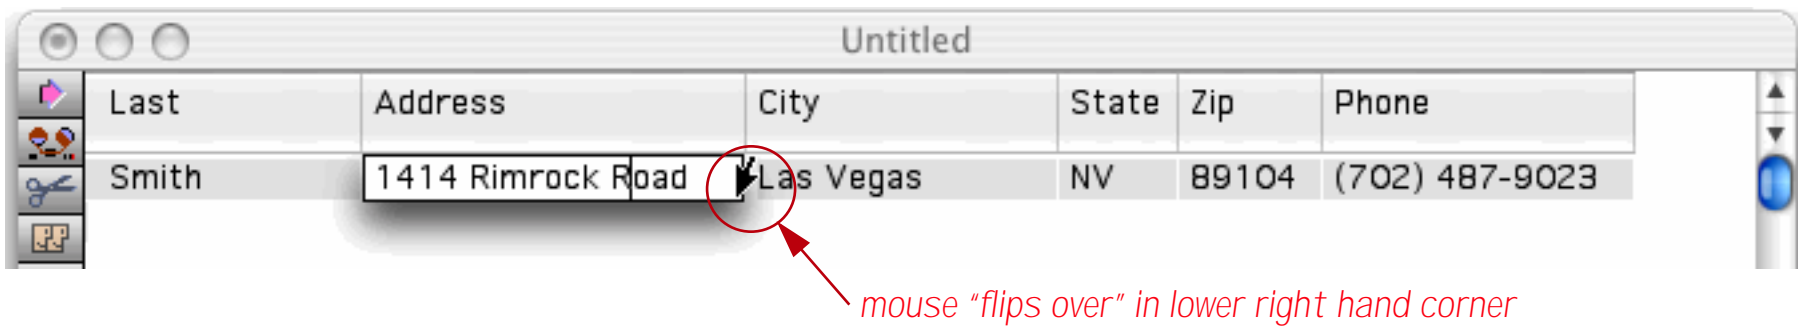 Untitled
Last Address City State Zip Phone
Smith 1414 Rimrock Road Las Vegas NV 89104 (702) 487-9023
mouse “flips over” in lower right hand corner